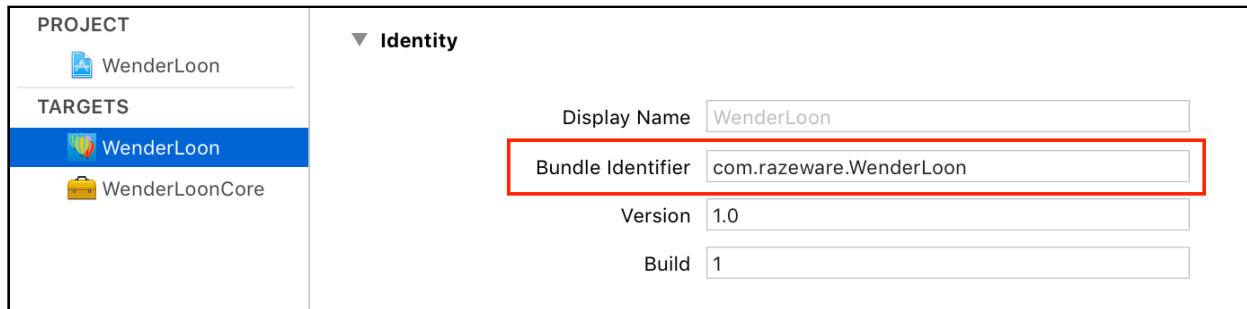 PROJECT
WenderLoon
TARGETS
WenderLoon
WenderLoonCore
Identity
Display Name WenderLoon
Bundle Identifier com.razeware.WenderLoon
Version 1.0
Build 1